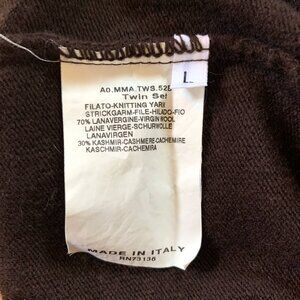 L
A0.MMA.TWS.52
Twin Set
FILATO-KNITTING YARN
STRICKGARN-FILE-HILADO-FIO
70% LANAVERGINE-VIRGIN WOOL
LAINE VIERGE-SCHURWOLLE
LANAVIRGEN
30% KASHMIR-CASHMERE-CACHEMIRE
KASCHMIR-CACHEMIRA
MADE IN ITALY
RN73136